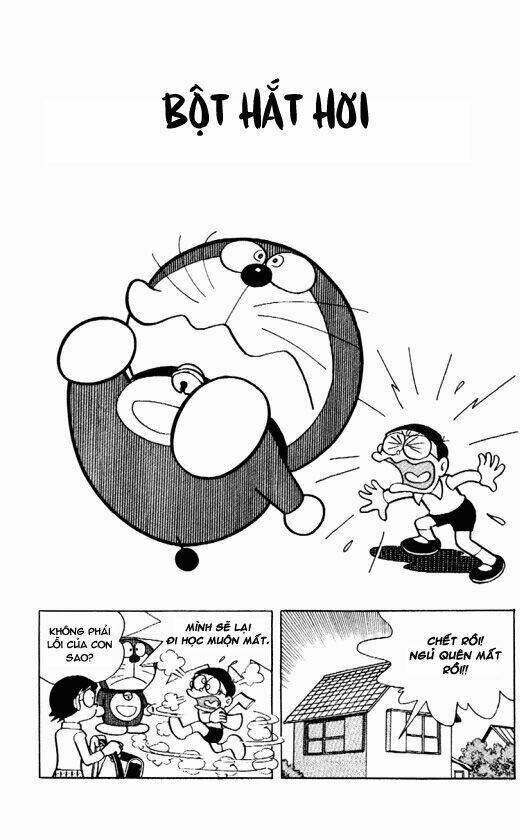 BỘT HẮT HƠI
CHẾT RỒI!
NGỦ QUÊN MẤT
RỒI!!
MÌNH SẼ LẠI
ĐI HỌC MUỘN MẤT.
KHÔNG PHẢI
LỖI CỦA CON
SAO?